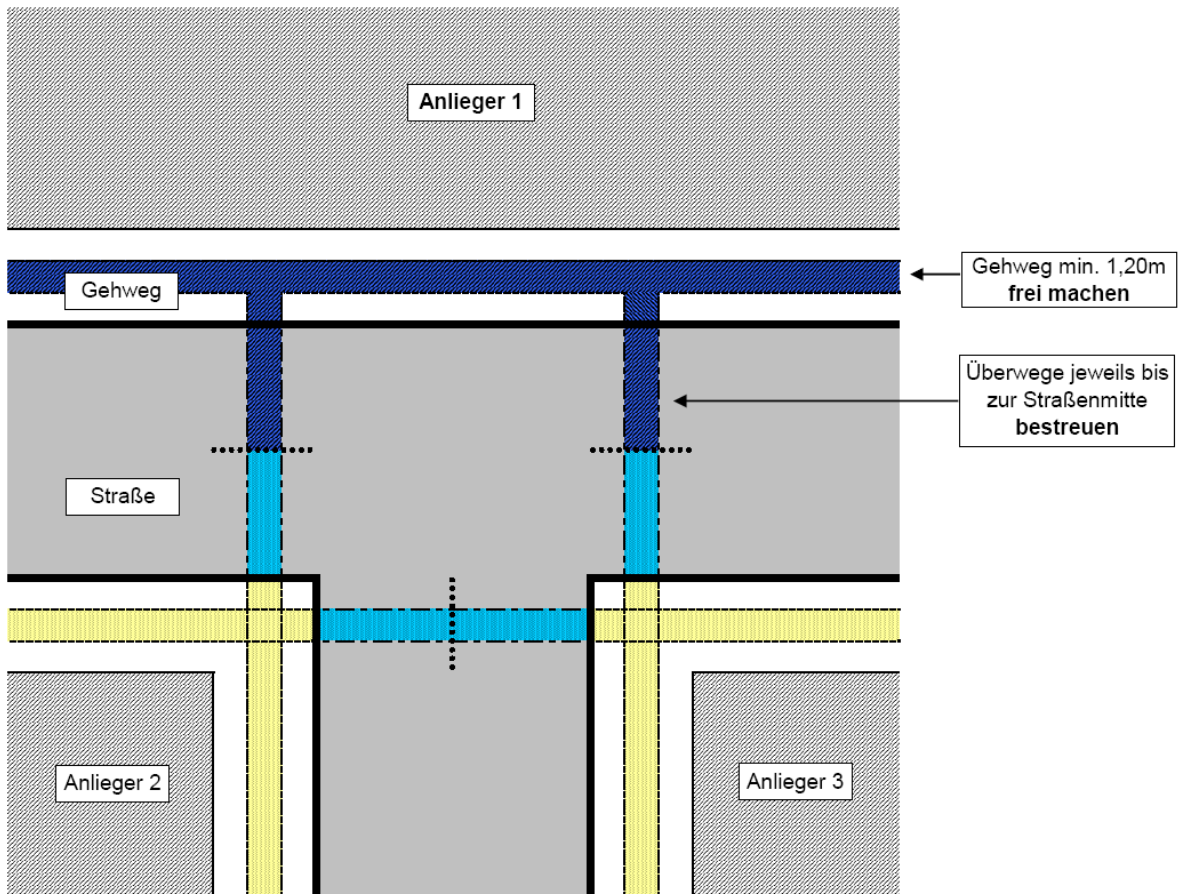 Anlieger 1
Gehweg
Gehweg min. 1,20m
frei machen
Überwege jeweils bis
zur Straßenmitte
bestreuen
Straße
Anlieger 2
Anlieger 3